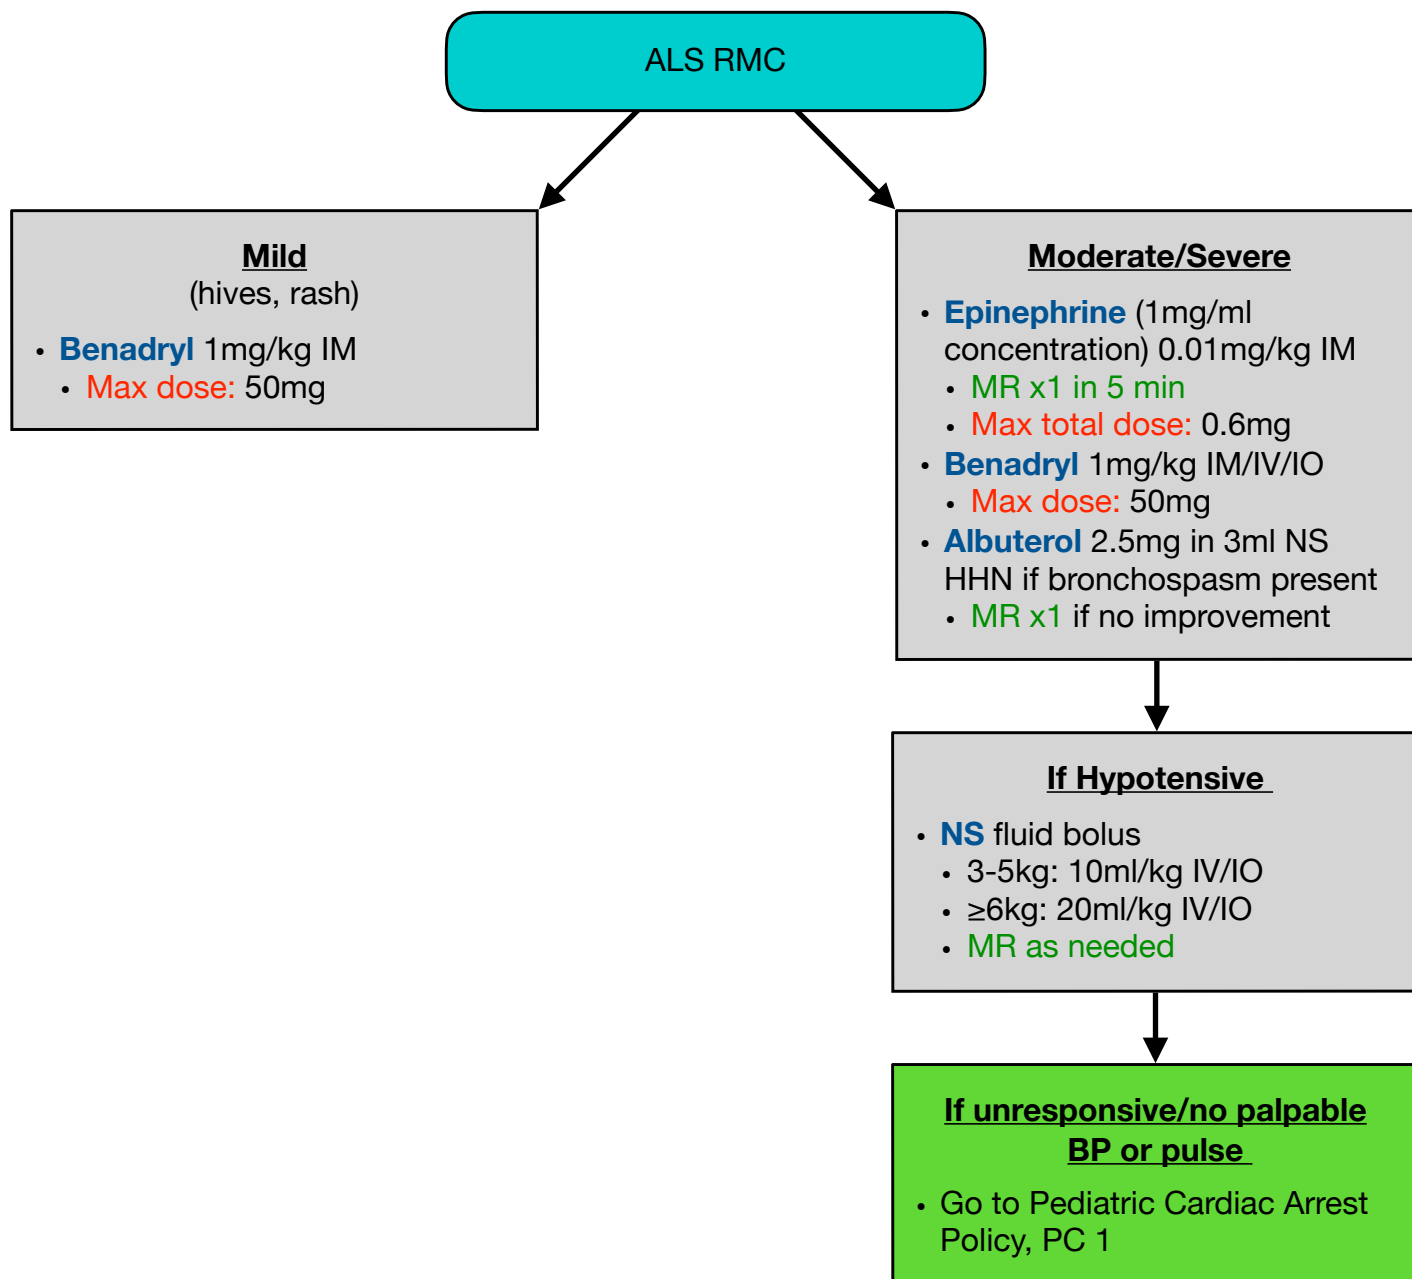 ALS RMC
Mild
(hives, rash)
• Benadryl 1mg/kg IM
• Max dose: 50mg
Moderate/Severe
• Epinephrine (1mg/ml
concentration) 0.01mg/kg IM
• MR x1 in 5 min
• Max total dose: 0.6mg
• Benadryl 1mg/kg IM/IV/IO
• Max dose: 50mg
• Albuterol 2.5mg in 3ml NS
HHN if bronchospasm present
• MR x1 if no improvement
If Hypotensive
• NS fluid bolus
• 3-5kg: 10ml/kg IV/IO
• ≥6kg: 20ml/kg IV/IO
• MR as needed
If unresponsive/no palpable
BP or pulse
• Go to Pediatric Cardiac Arrest
Policy, PC 1